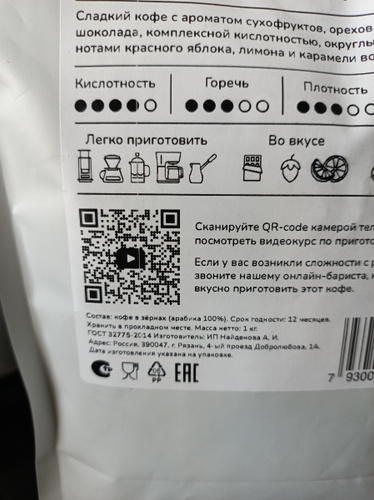 Сладкий кофе с ароматом сухофруктов, орехов
шоколада, комплексной кислотностью, округлы
нотами красного яблока, лимона и карамели во
Кислотность Горечь Плотность
Легко приготовить Во вкусе
Сканируйте QR-code камерой тел
посмотреть видеокурс по пригото
Если у вас возникли сложности с р
звоните нашему онлайн-бариста, 
вкусно приготовить этот кофе.
Состав: кофе в зёрнах (арабика 100%). Срок годности: 12 месяцев.
Хранить в прохладном месте. Масса нетто: 1 кг.
ГОСТ 32775-2014 Изготовитель: ИП Найденова А. И.
Адрес: Россия, 390047, г. Рязань, 4-ый проезд Добролюбова, 1А.
Дата изготовления указана на упаковке.
PP EAC
7 9300